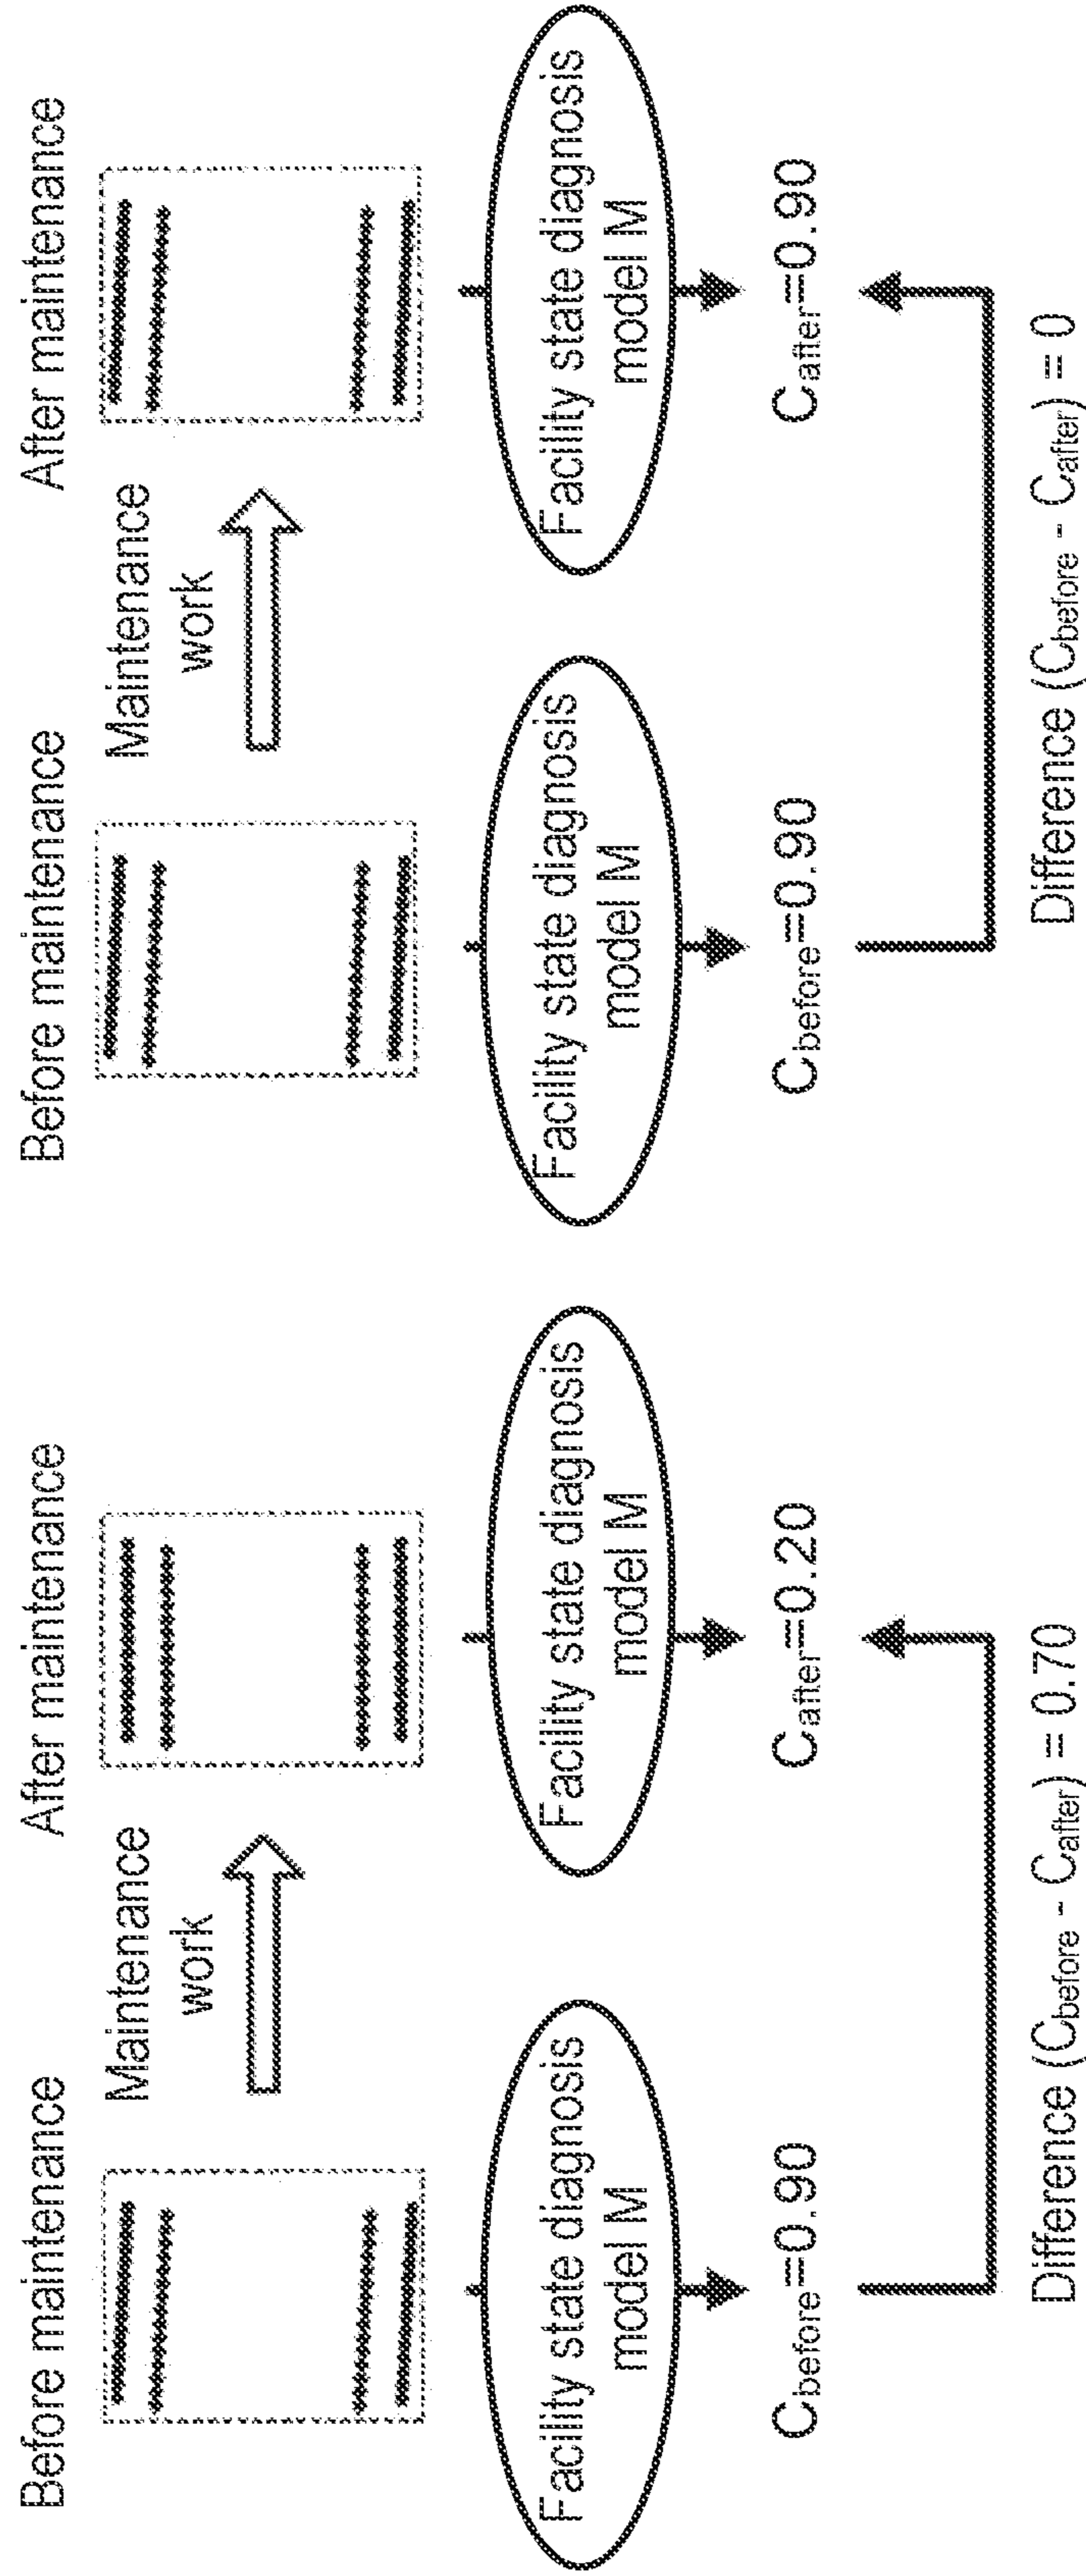 Before maintenance
Maintenance
work
After maintenance
Facility state diagnosis
model M
Facility state diagnosis
model M
Cbefore=0.90
Cafter=0.20
Difference (Cbefore - Cafter) = 0.70
Before maintenance
Maintenance
work
After maintenance
Facility state diagnosis
model M
Facility state diagnosis
model M
Cbefore=0.90
Cafter=0.90
Difference (Cbefore - Cafter) = 0